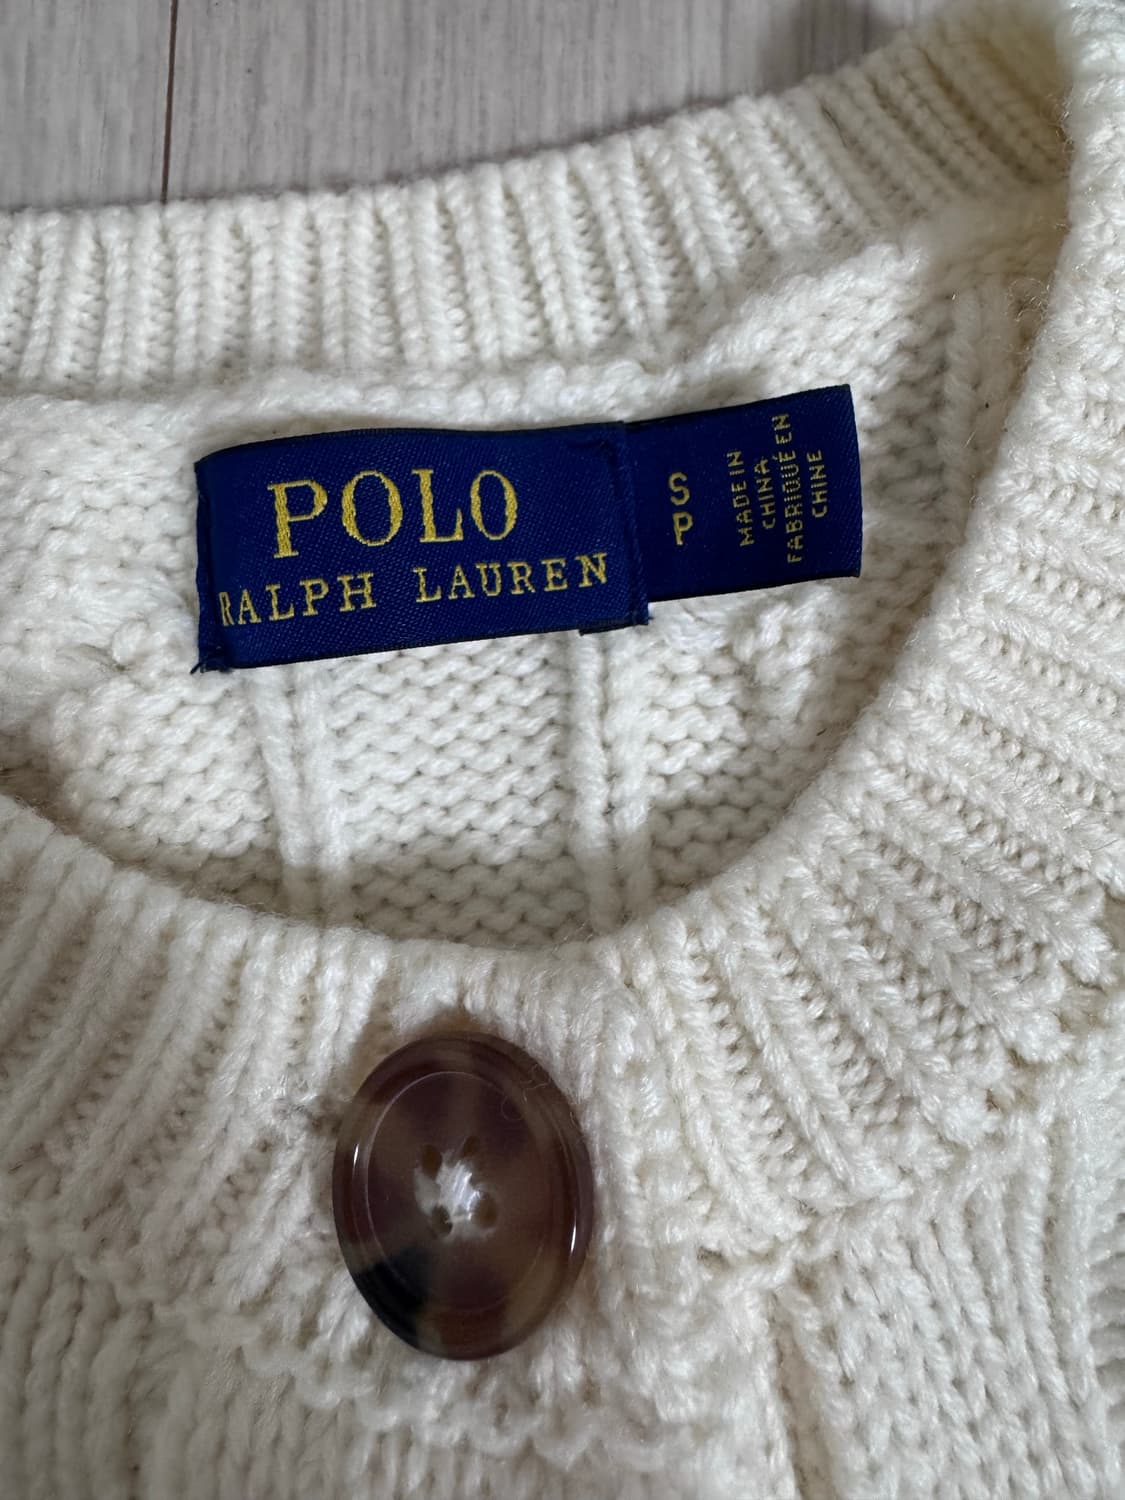 POLO
RALPH LAUREN
S
P
MADE IN
CHINA
FABRIQUÉ EN
CHINE